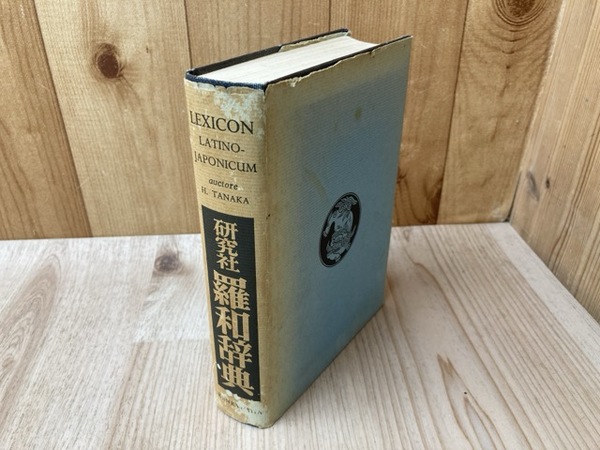 LEXICON
LATINO-
JAPONICUM
auctore
H. TANAKA
研究社
羅和辞典